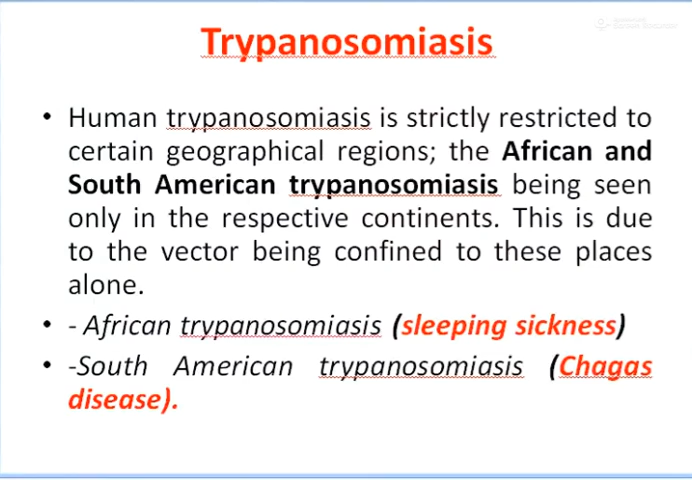 Trypanosomiasis
• Human trypanosomiasis is strictly restricted to
certain geographical regions; the African and
South American trypanosomiasis being seen
only in the respective continents. This is due
to the vector being confined to these places
alone.
• - African trypanosomiasis (sleeping sickness)
• -South American trypanosomiasis (Chagas
disease).